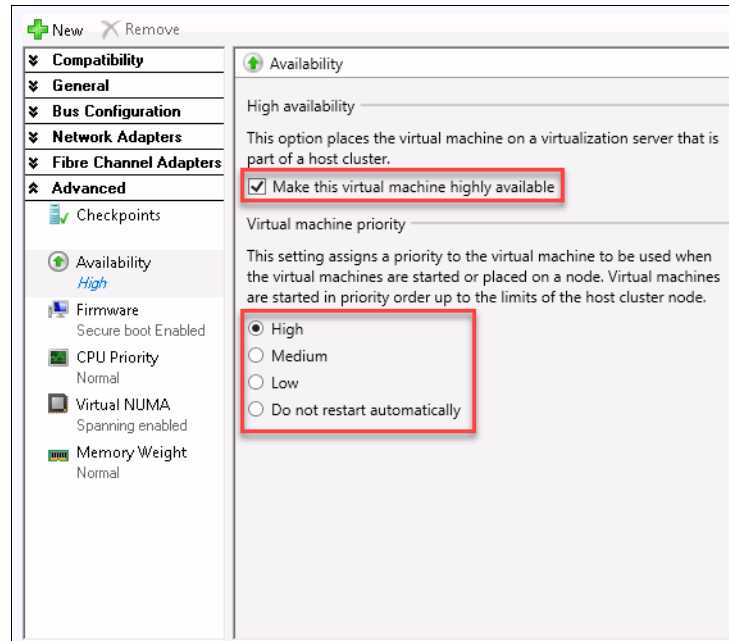 New Remove
Compatibility
General
Bus Configuration
Network Adapters
Fibre Channel Adapters
Advanced
Checkpoints
Availability
High
Firmware
Secure boot Enabled
CPU Priority
Normal
Virtual NUMA
Spanning enabled
Memory Weight
Normal
Availability
High availability
This option places the virtual machine on a virtualization server that is
part of a host cluster.
Make this virtual machine highly available
Virtual machine priority
This setting assigns a priority to the virtual machine to be used when
the virtual machines are started or placed on a node. Virtual machines
are started in priority order up to the limits of the host cluster node.
High
Medium
Low
Do not restart automatically